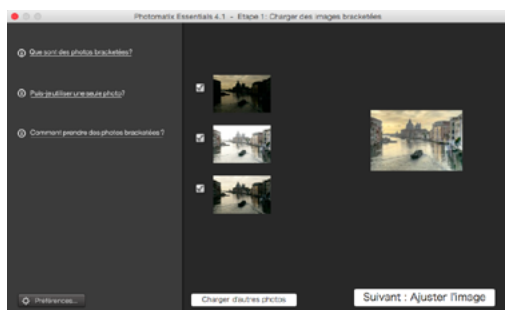 Photomatix Essentials 4.1 - Etape 1: Charger des images bracketées
Que sont des photos bracketées?
Puis-je utiliser une seule photo?
Comment prendre des photos bracketées ?
Préférences...
Charger d'autres photos
Suivant : Ajuster l'image